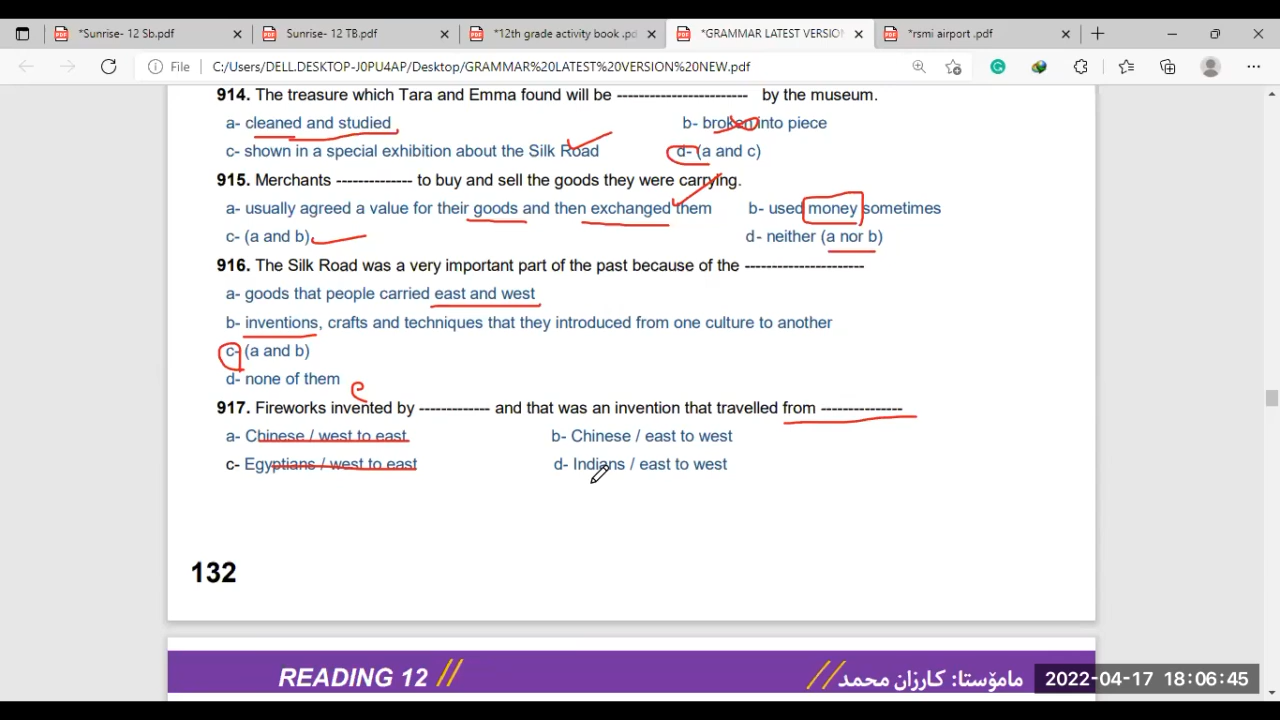 *Sunrise- 12 Sb.pdf
Sunrise- 12 TB.pdf
*12th grade activity book .pd
*GRAMMAR LATEST VERSION
*rsmi airport .pdf
File
C:/Users/DELL.DESKTOP-J0PU4AP/Desktop/GRAMMAR%20LATEST%20VERSION%20NEW.pdf
914. The treasure which Tara and Emma found will be ------------------------ by the museum.
a- cleaned and studied
b- broken into piece
c- shown in a special exhibition about the Silk Road
d- (a and c)
915. Merchants -------------- to buy and sell the goods they were carrying.
a- usually agreed a value for their goods and then exchanged them
b- used money sometimes
c- (a and b)
d- neither (a nor b)
916. The Silk Road was a very important part of the past because of the ----------------------
a- goods that people carried east and west
b- inventions, crafts and techniques that they introduced from one culture to another
c- (a and b)
d- none of them
917. Fireworks invented by ------------- and that was an invention that travelled from ---------------
a- Chinese / west to east
b- Chinese / east to west
c- Egyptians / west to east
d- Indians / east to west
132
READING 12 //
// مامۆستا: کارزان محمد
2022-04-17 18:06:45